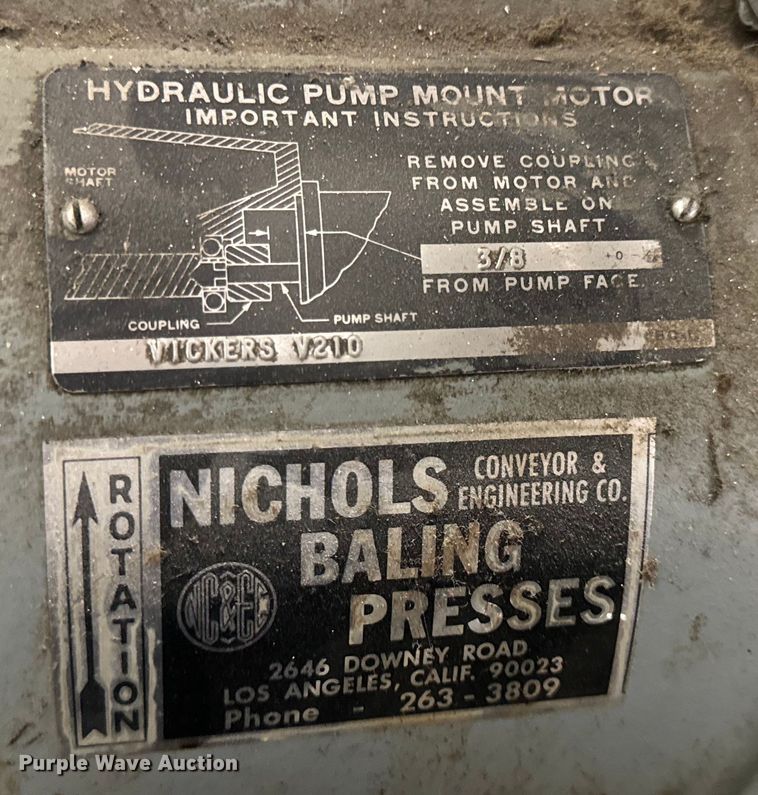 HYDRAULIC PUMP MOUNT MOTOR
IMPORTANT INSTRUCTIONS
MOTOR
SHAFT
REMOVE COUPLING
FROM MOTOR AND
ASSEMBLE ON
PUMP SHAFT
3/8 +0
FROM PUMP FACE
COUPLING
PUMP SHAFT
VICKERS V210
ROTATION
NICHOLS CONVEYOR &
ENGINEERING CO.
BALING
PRESSES
NC&EC
2646 DOWNEY ROAD
LOS ANGELES, CALIF. 90023
Phone - 263-3809
Purple Wave Auction